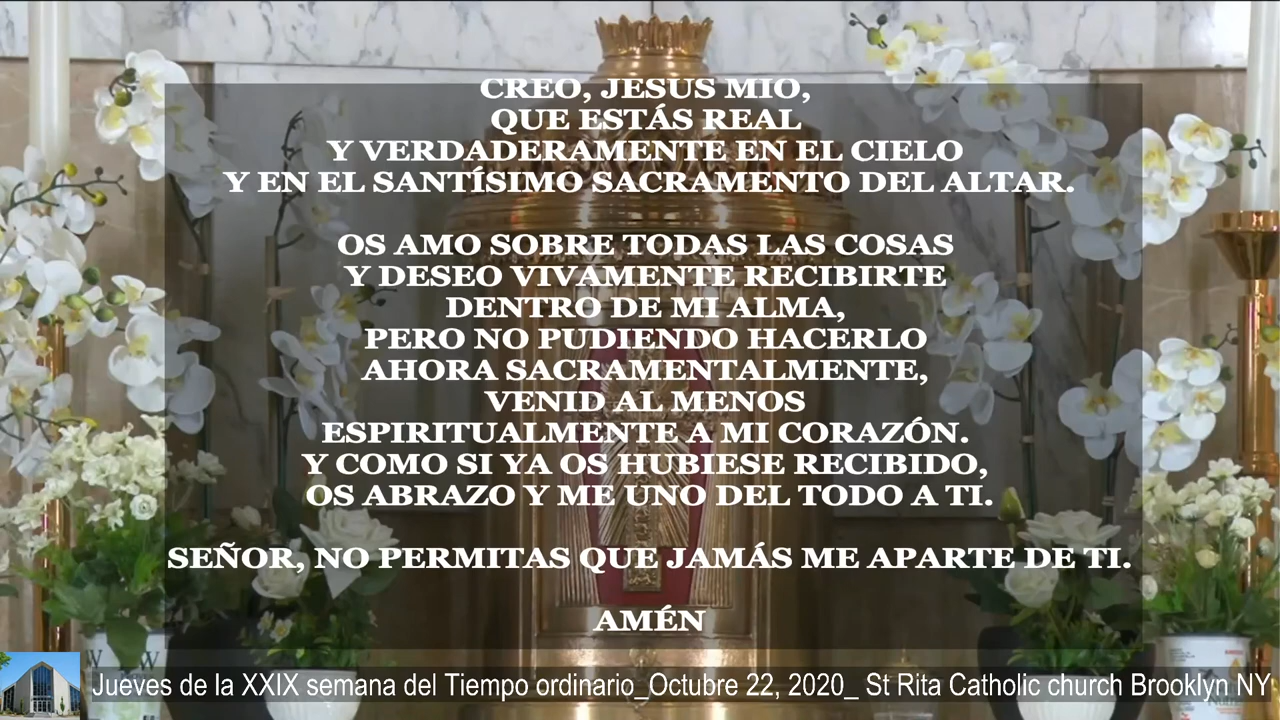 CREO, JESUS MIO,
QUE ESTÁS REAL
Y VERDADERAMENTE EN EL CIELO
Y EN EL SANTÍSIMO SACRAMENTO DEL ALTAR.
OS AMO SOBRE TODAS LAS COSAS
Y DESEO VIVAMENTE RECIBIRTE
DENTRO DE MI ALMA,
PERO NO PUDIENDO HACERLO
AHORA SACRAMENTALMENTE,
VENID AL MENOS
ESPIRITUALMENTE A MI CORAZÓN.
Y COMO SI YA OS HUBIESE RECIBIDO,
OS ABRAZO Y ME UNO DEL TODO A TI.
SEÑOR, NO PERMITAS QUE JAMÁS ME APARTE DE TI.
AMÉN
Jueves de la XXIX semana del Tiempo ordinario_Octubre 22, 2020_ St Rita Catholic church Brooklyn NY